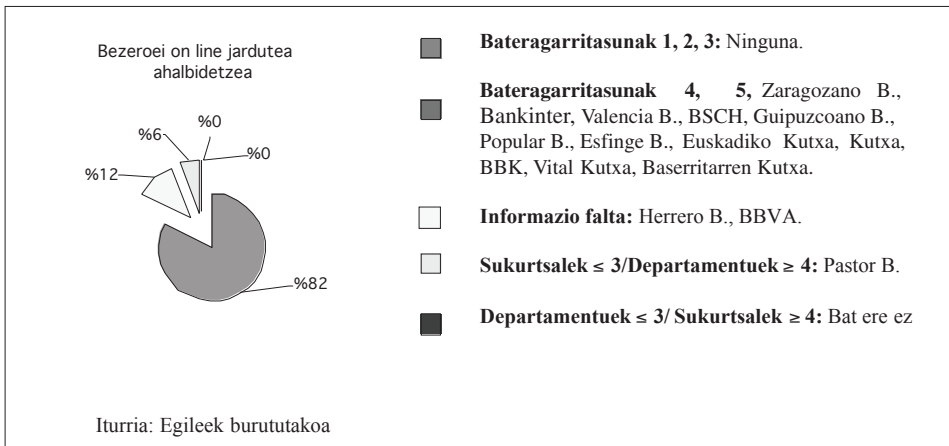 Bezeroei on line jardutea
ahalbidetzea
%0
%6
%0
%12
%82
Bateragarritasunak 1, 2, 3: Ninguna.
Bateragarritasunak 4, 5, Zaragozano B.,
Bankinter, Valencia B., BSCH, Guipuzcoano B.,
Popular B., Esfinge B., Euskadiko Kutxa, Kutxa,
BBK, Vital Kutxa, Baserritarren Kutxa.
Informazio falta: Herrero B., BBVA.
Sukurtsalek ≤ 3/Departamentuek ≥ 4: Pastor B.
Departamentuek ≤ 3/ Sukurtsalek ≥ 4: Bat ere ez
Iturria: Egileek burututakoa